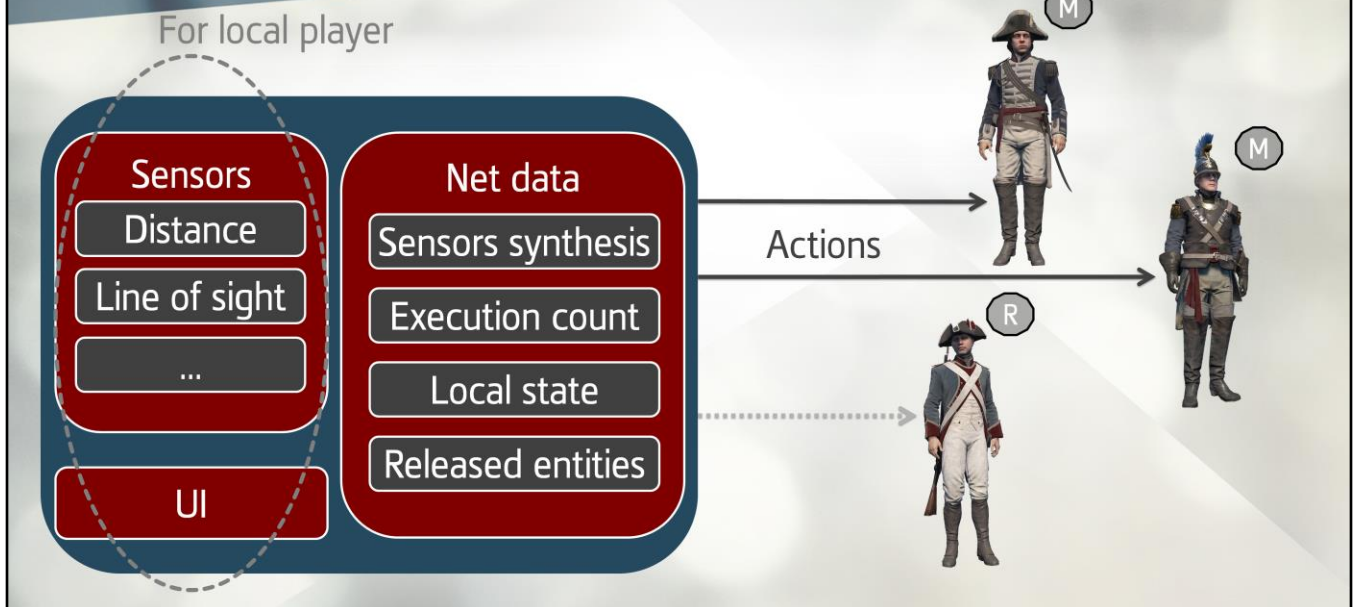 For local player
Sensors
Distance
Line of sight
...
UI
Net data
Sensors synthesis
Execution count
Local state
Released entities
Actions
M
M
R